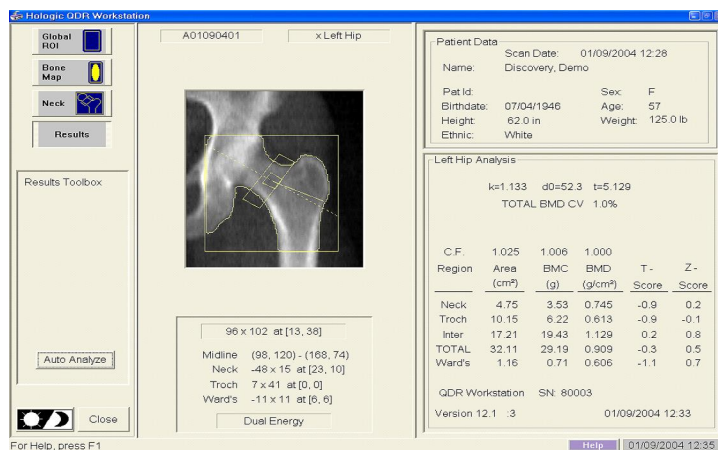 Hologic QDR Workstation
Global
ROI
Bone
Map
Neck
Results
Results Toolbox
Auto Analyze
Close
A01090401
x Left Hip
96 x 102 at [13, 38]
Midline (98, 120) - (168, 74)
Neck -48 x 15 at [23, 10]
Troch 7 x 41 at [0, 0]
Ward's -11 x 11 at [6, 6]
Dual Energy
Patient Data
Scan Date: 01/09/2004 12:28
Name: Discovery, Demo
Pat Id: Sex: F
Birthdate: 07/04/1946 Age: 57
Height: 62.0 in Weight: 125.0 lb
Ethnic: White
Left Hip Analysis
k=1.133 d0=52.3 t=5.129
TOTAL BMD CV 1.0%
C.F. 1.025 1.006 1.000
Region Area BMC BMD T - Z -
(cm²) (g) (g/cm²) Score Score
Neck 4.75 3.53 0.745 -0.9 0.2
Troch 10.15 6.22 0.613 -0.9 -0.1
Inter 17.21 19.43 1.129 0.2 0.8
TOTAL 32.11 29.19 0.909 -0.3 0.5
Ward's 1.16 0.71 0.606 -1.1 0.7
QDR Workstation SN: 80003
Version 12.1 :3 01/09/2004 12:33
For Help, press F1
Help
01/09/2004 12:35